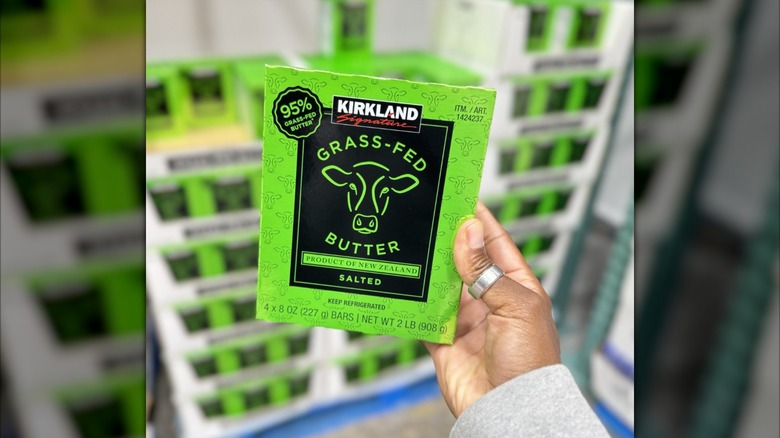 95%
GRASS-FED
BUTTER
KIRKLAND
Signature
ITM. / ART.
1424237
GRASS-FED
BUTTER
PRODUCT OF NEW ZEALAND
SALTED
KEEP REFRIGERATED
4 x 8 OZ (227 g) BARS | NET WT 2 LB (908 g)